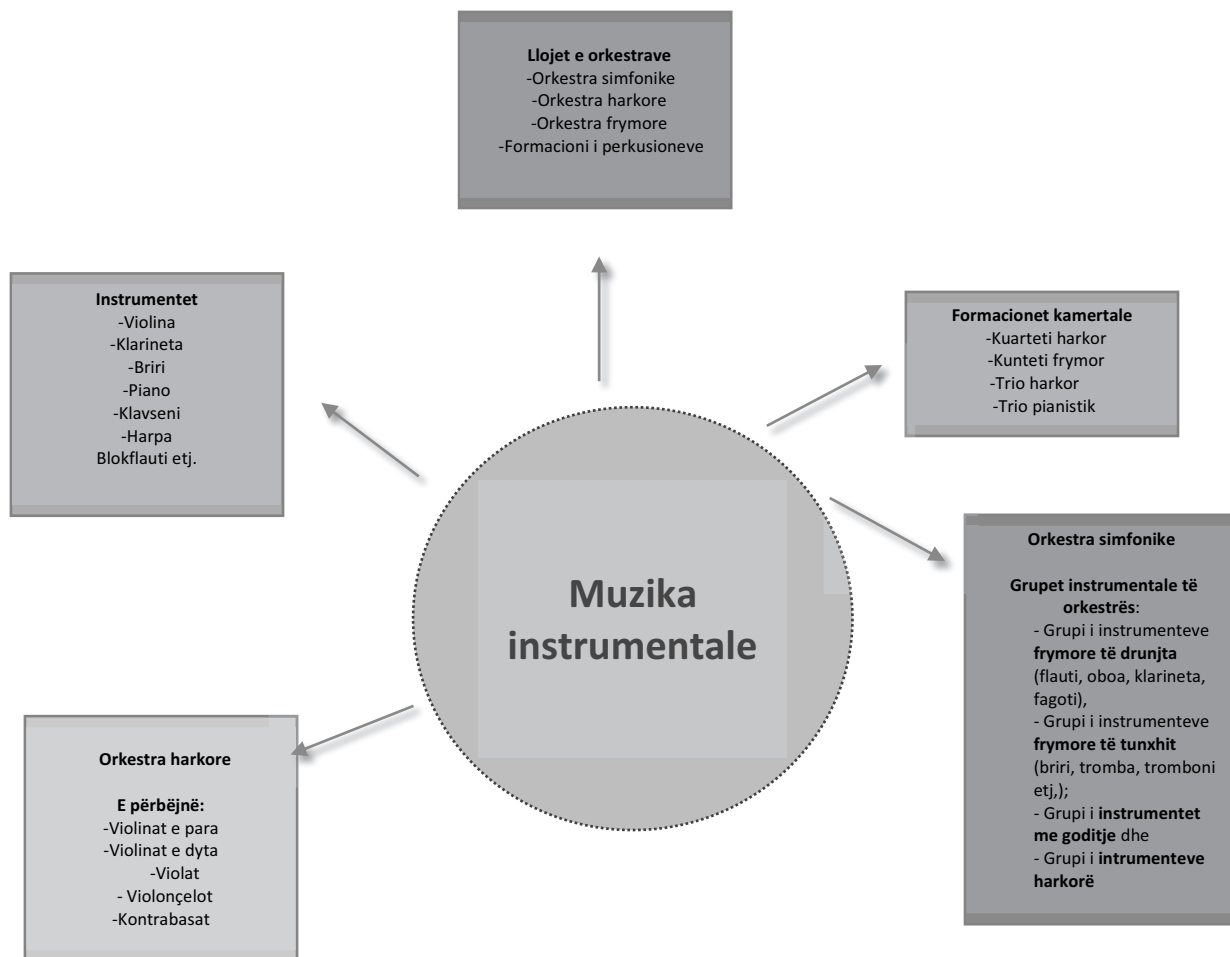 Llojet e orkestrave
-Orkestra simfonike
-Orkestra harkore
-Orkestra frymore
-Formacioni i perkusioneve
Instrumentet
-Violina
-Klarineta
-Briri
-Piano
-Klavseni
-Harpa
Blokflauti etj.
Formacionet kamertale
-Kuarteti harkor
-Kunteti frymor
-Trio harkor
-Trio pianistik
Muzika
instrumentale
Orkestra simfonike
Grupet instrumentale të
orkestrës:
- Grupi i instrumenteve
frymore të drunjta
(flauti, oboa, klarineta,
fagoti),
- Grupi i instrumenteve
frymore të tunxhit
(briri, tromba, tromboni
etj,);
- Grupi i instrumentet
me goditje dhe
- Grupi i intrumenteve
harkorë
Orkestra harkore
E përbëjnë:
-Violinat e para
-Violinat e dyta
-Violat
- Violonçelot
-Kontrabasat